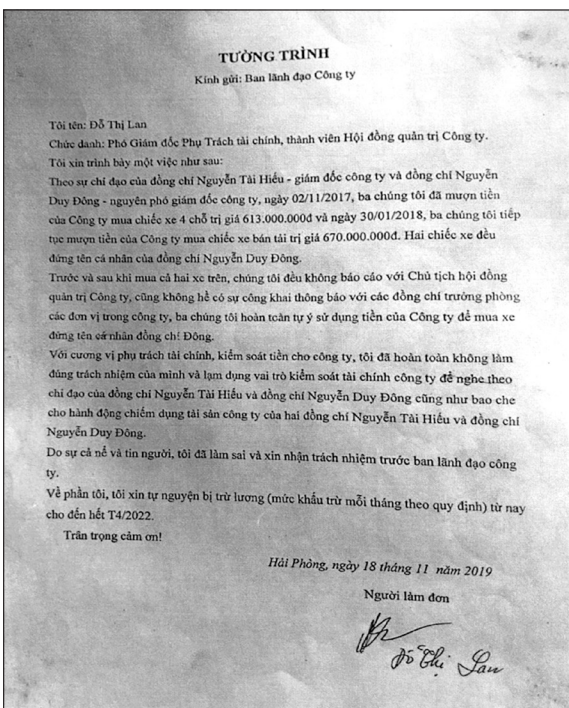 TƯỜNG TRÌNH
Kính gửi: Ban lãnh đạo Công ty
Tôi tên: Đỗ Thị Lan
Chức danh: Phó Giám đốc Phụ Trách tài chính, thành viên Hội đồng quản trị Công ty.
Tôi xin trình bày một việc như sau:
Theo sự chỉ đạo của đồng chí Nguyễn Tài Hiếu - giám đốc công ty và đồng chí Nguyễn
Duy Đông - nguyên phó giám đốc công ty, ngày 02/11/2017, ba chúng tôi đã mượn tiền
của Công ty mua chiếc xe 4 chỗ trị giá 613.000.000đ và ngày 30/01/2018, ba chúng tôi tiếp
tục mượn tiền của Công ty mua chiếc xe bán tải trị giá 670.000.000đ. Hai chiếc xe đều
đứng tên cá nhân của đồng chí Nguyễn Duy Đông.
Trước và sau khi mua cả hai xe trên, chúng tôi đều không báo cáo với Chủ tịch hội đồng
quản trị Công ty, cũng không hề có sự công khai thông báo với các đồng chí trưởng phòng
các đơn vị trong công ty, ba chúng tôi hoàn toàn tự ý sử dụng tiền của Công ty để mua xe
đứng tên cá nhân đồng chí Đông.
Với cương vị phụ trách tài chính, kiểm soát tiền cho công ty, tôi đã hoàn toàn không làm
đúng trách nhiệm của mình và lạm dụng vai trò kiểm soát tài chính công ty để nghe theo
chỉ đạo của đồng chí Nguyễn Tài Hiếu và đồng chí Nguyễn Duy Đông cũng như bao che
cho hành động chiếm dụng tài sản công ty của hai đồng chí Nguyễn Tài Hiếu và đồng chí
Nguyễn Duy Đông.
Do sự cả nể và tin người, tôi đã làm sai và xin nhận trách nhiệm trước ban lãnh đạo công
ty.
Về phần tôi, tôi xin tự nguyện bị trừ lương (mức khấu trừ mỗi tháng theo quy định) từ nay
cho đến hết T4/2022.
Trân trọng cảm ơn!
Hải Phòng, ngày 18 tháng 11 năm 2019
Người làm đơn
Đỗ Thị Lan